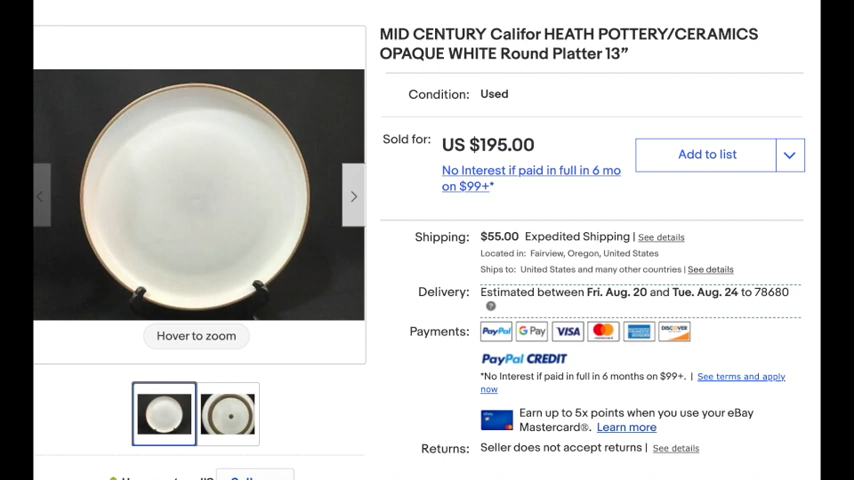 MID CENTURY Califor HEATH POTTERY/CERAMICS
OPAQUE WHITE Round Platter 13”
Condition: Used
Sold for: US $195.00
No Interest if paid in full in 6 mo
on $99+*
Add to list
Shipping: $55.00 Expedited Shipping | See details
Located in: Fairview, Oregon, United States
Ships to: United States and many other countries | See details
Delivery: Estimated between Fri. Aug. 20 and Tue. Aug. 24 to 78680
?
Hover to zoom
Payments: PayPal G Pay VISA MasterCard AMERICAN EXPRESS DISCOVER
PayPal CREDIT
*No Interest if paid in full in 6 months on $99+. | See terms and apply
now
Earn up to 5x points when you use your eBay
Mastercard®. Learn more
Returns: Seller does not accept returns | See details